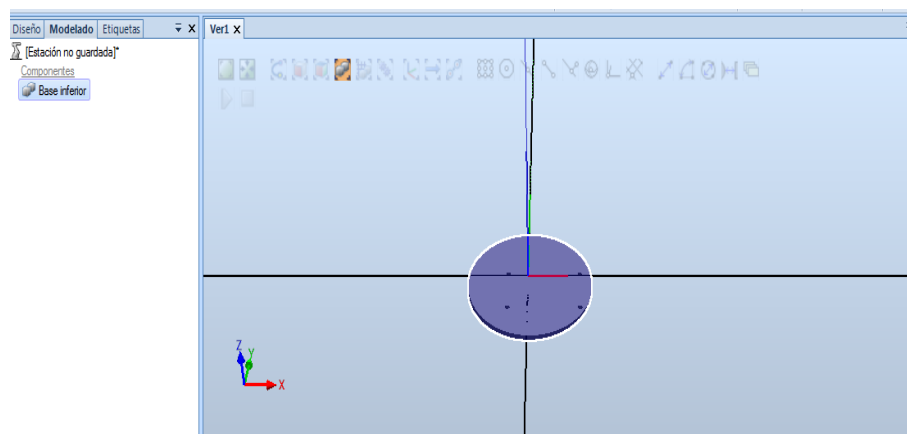 Diseño Modelado Etiquetas
Ver1 X
[Estación no guardada]*
Componentes
Base inferior
Z
Y
X